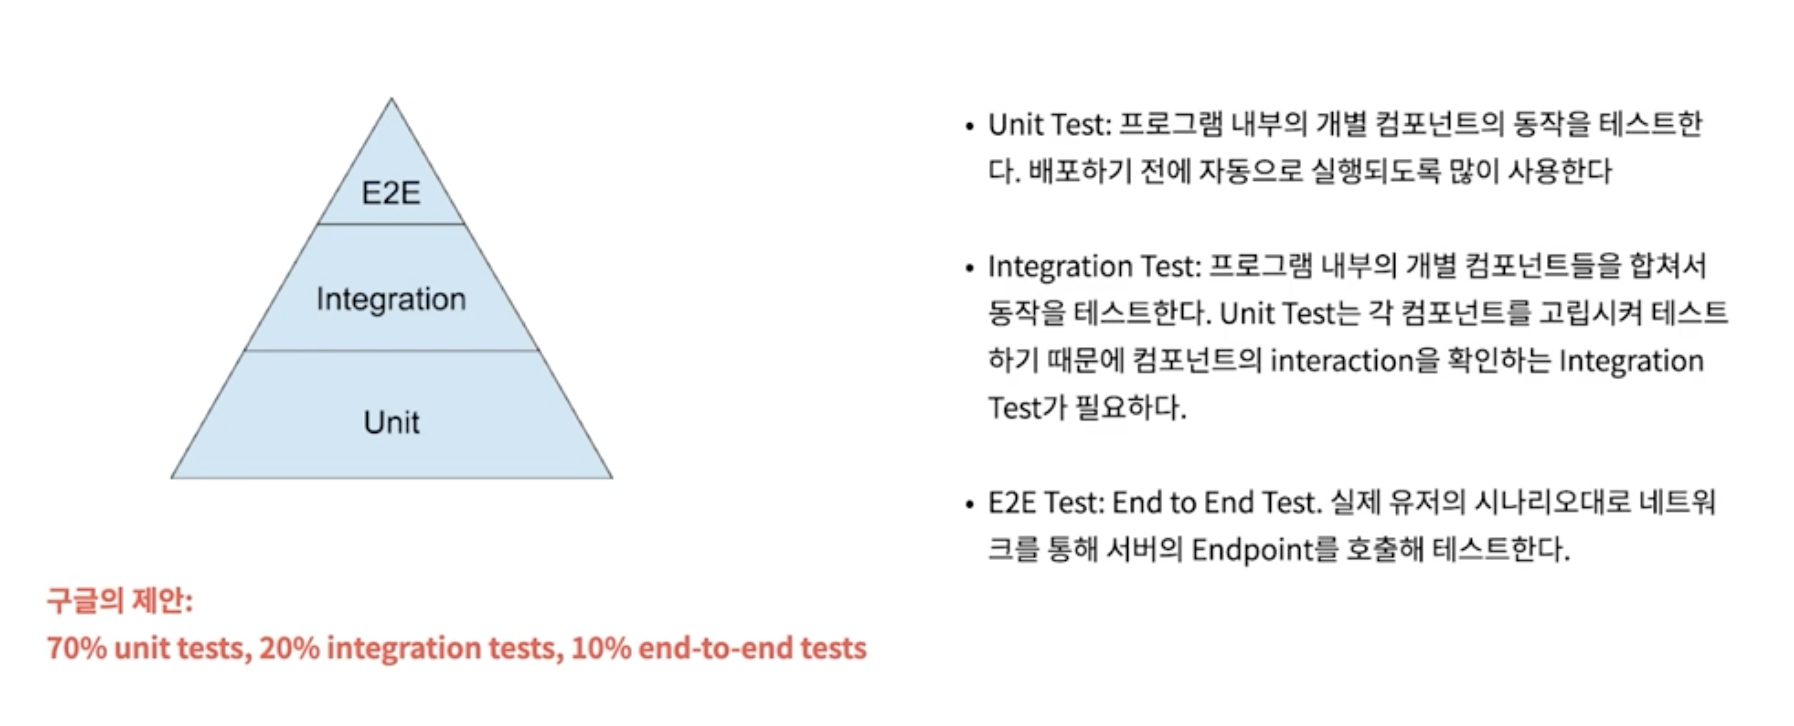 E2E
Integration
Unit
구글의 제안:
70% unit tests, 20% integration tests, 10% end-to-end tests
• Unit Test: 프로그램 내부의 개별 컴포넌트의 동작을 테스트한
다. 배포하기 전에 자동으로 실행되도록 많이 사용한다
• Integration Test: 프로그램 내부의 개별 컴포넌트들을 합쳐서
동작을 테스트한다. Unit Test는 각 컴포넌트를 고립시켜 테스트
하기 때문에 컴포넌트의 interaction을 확인하는 Integration
Test가 필요하다.
• E2E Test: End to End Test. 실제 유저의 시나리오대로 네트워
크를 통해 서버의 Endpoint를 호출해 테스트한다.